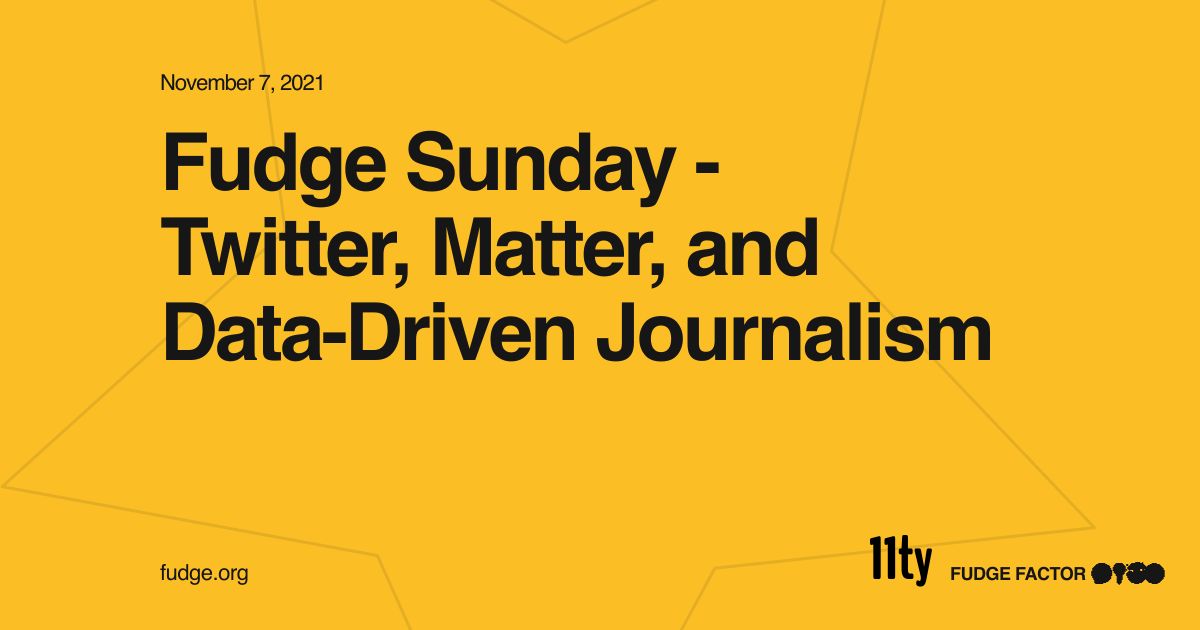 November 7, 2021
Fudge Sunday -
Twitter, Matter, and
Data-Driven Journalism
fudge.org
11ty
FUDGE FACTOR